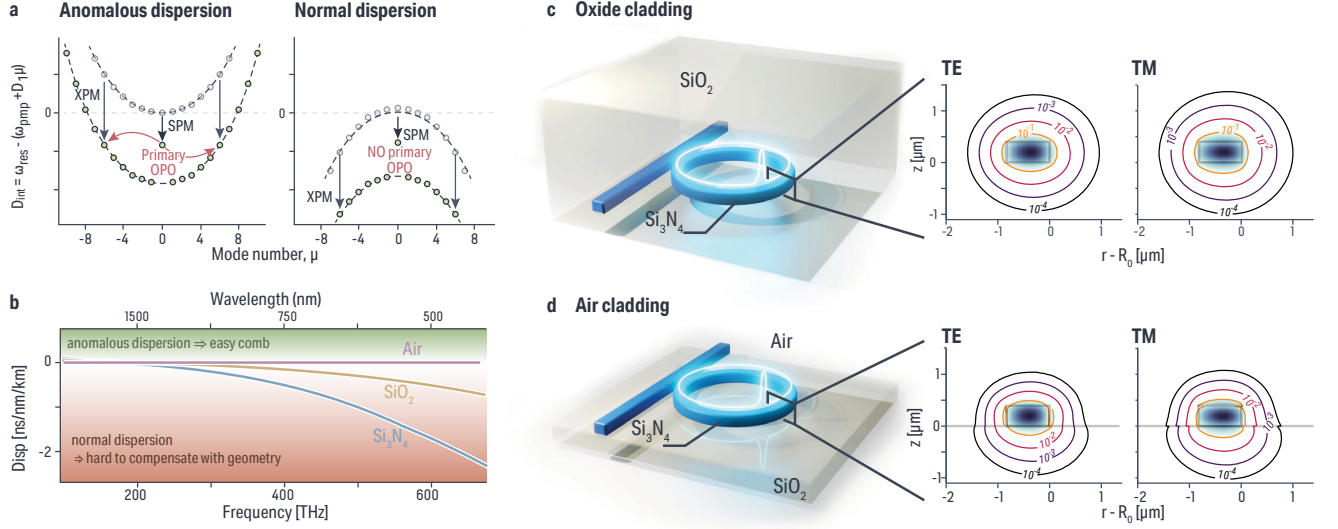 a Anomalous dispersion Normal dispersion
D_int = ω_res - (ω_pmp + D_1μ)
0
XPM
SPM
Primary
OPO
-8 -4 0 4 8
0
SPM
NO primary
OPO
XPM
-8 -4 0 4 8
Mode number, μ
b
Wavelength (nm)
1500 750 500
anomalous dispersion ⇒ easy comb
Air
SiO₂
Si₃N₄
normal dispersion
⇒ hard to compensate with geometry
Disp [ns/nm/km]
0
-2
200 400 600
Frequency [THz]
c Oxide cladding
SiO₂
Si₃N₄
TE TM
z [μm]
1
0
-1
10⁻³
10⁻²
10⁻¹
10⁻⁴
10⁻³
10⁻²
10⁻¹
10⁻⁴
-2 -1 0 1 -2 -1 0 1
r - R₀ [μm]
d Air cladding
Air
Si₃N₄
SiO₂
TE TM
z [μm]
1
0
-1
10⁻²
10⁻³
10⁻⁴
10⁻²
10⁻³
10⁻⁴
-2 -1 0 1 -2 -1 0 1
r - R₀ [μm]